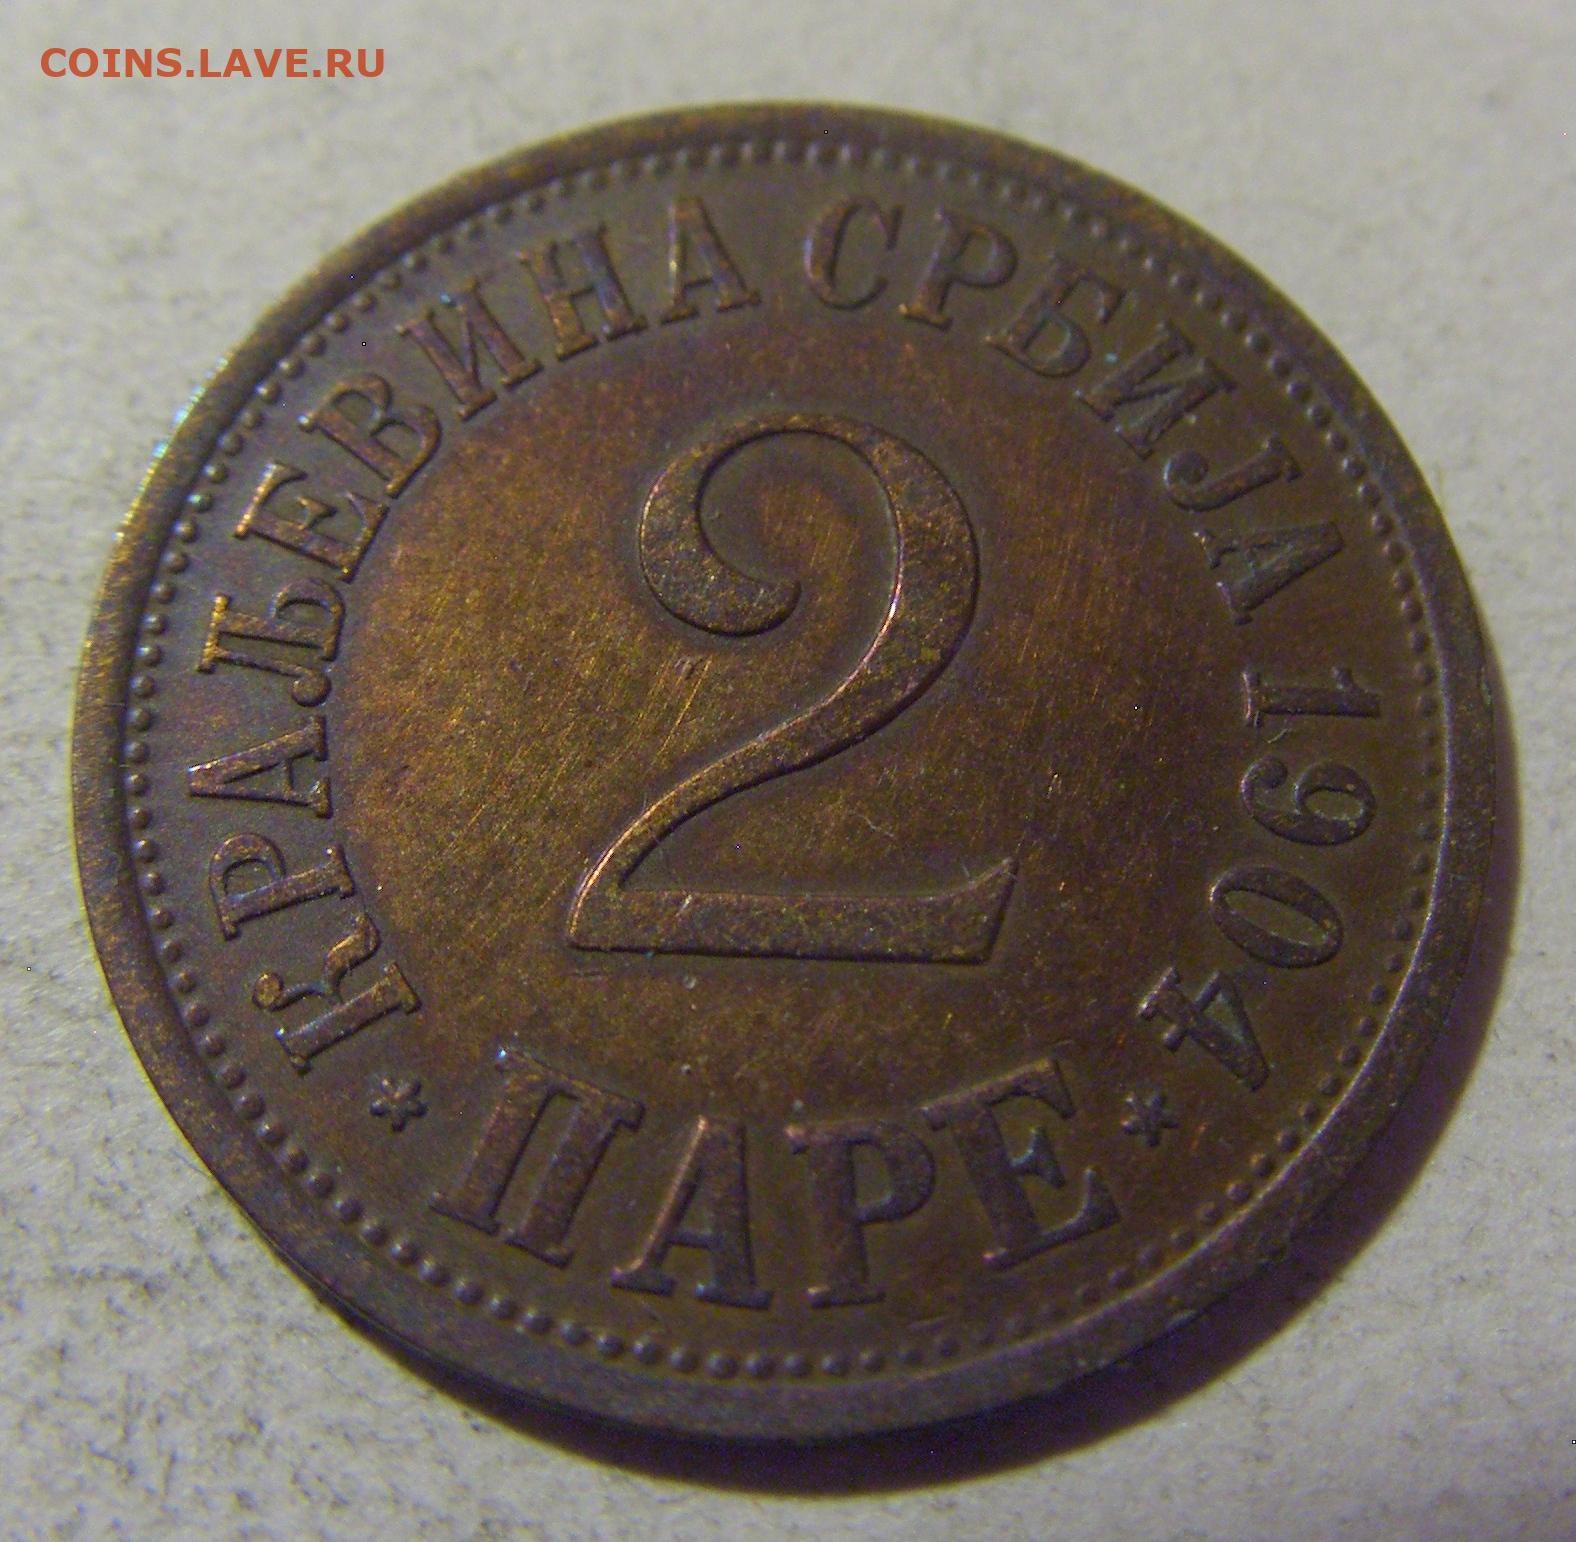 COINS.LAVE.RU
КРАЉЕВИНА СРБИЈА 1904
2
* ПАРЕ *